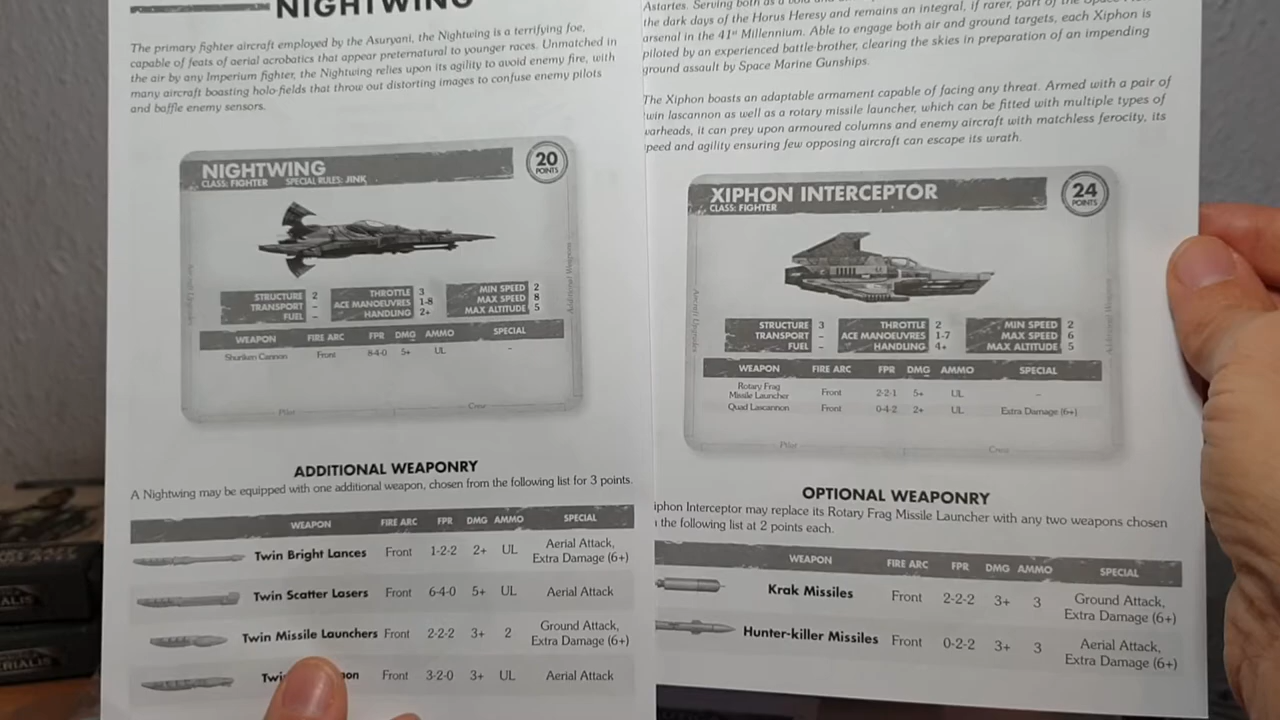 NIGHTWING
The primary fighter aircraft employed by the Asuryani, the Nightwing is a terrifying foe,
capable of feats of aerial acrobatics that appear preternatural to younger races. Unmatched in
the air by any Imperium fighter, the Nightwing relies upon its agility to avoid enemy fire, with
many aircraft boasting holo-fields that throw out distorting images to confuse enemy pilots
and baffle enemy sensors.
NIGHTWING
CLASS: FIGHTER SPECIAL RULES: JINK
20
POINTS
STRUCTURE 2 THROTTLE 3 MIN SPEED 2
TRANSPORT – ACE MANOEUVRES 1-8 MAX SPEED 8
FUEL – HANDLING 2+ MAX ALTITUDE 5
WEAPON FIRE ARC FPR DMG AMMO SPECIAL
Shuriken Cannon Front 8-4-0 5+ UL –
Aircraft Upgrades
Additional Weapons
Pilot Crew
ADDITIONAL WEAPONRY
A Nightwing may be equipped with one additional weapon, chosen from the following list for 3 points.
WEAPON FIRE ARC FPR DMG AMMO SPECIAL
Twin Bright Lances Front 1-2-2 2+ UL Aerial Attack,
Extra Damage (6+)
Twin Scatter Lasers Front 6-4-0 5+ UL Aerial Attack
Twin Missile Launchers Front 2-2-2 3+ 2 Ground Attack,
Extra Damage (6+)
Front 3-2-0 3+ UL Aerial Attack
Astartes. Serving both as a
the dark days of the Horus Heresy and remains an integral, if rarer, part of the
arsenal in the 41st Millennium. Able to engage both air and ground targets, each Xiphon is
piloted by an experienced battle-brother, clearing the skies in preparation of an impending
ground assault by Space Marine Gunships.
The Xiphon boasts an adaptable armament capable of facing any threat. Armed with a pair of
twin lascannon as well as a rotary missile launcher, which can be fitted with multiple types of
warheads, it can prey upon armoured columns and enemy aircraft with matchless ferocity, its
peed and agility ensuring few opposing aircraft can escape its wrath.
XIPHON INTERCEPTOR
CLASS: FIGHTER
24
POINTS
STRUCTURE 3 THROTTLE 2 MIN SPEED 2
TRANSPORT – ACE MANOEUVRES 1-7 MAX SPEED 6
FUEL – HANDLING 4+ MAX ALTITUDE 5
WEAPON FIRE ARC FPR DMG AMMO SPECIAL
Rotary Frag
Missile Launcher Front 2-2-1 5+ UL –
Quad Lascannon Front 0-4-2 2+ UL Extra Damage (6+)
Aircraft Upgrades
Additional Weapons
Pilot Crew
OPTIONAL WEAPONRY
iphon Interceptor may replace its Rotary Frag Missile Launcher with any two weapons chosen
the following list at 2 points each.
WEAPON FIRE ARC FPR DMG AMMO SPECIAL
Krak Missiles Front 2-2-2 3+ 3 Ground Attack,
Extra Damage (6+)
Hunter-killer Missiles Front 0-2-2 3+ 3 Aerial Attack,
Extra Damage (6+)